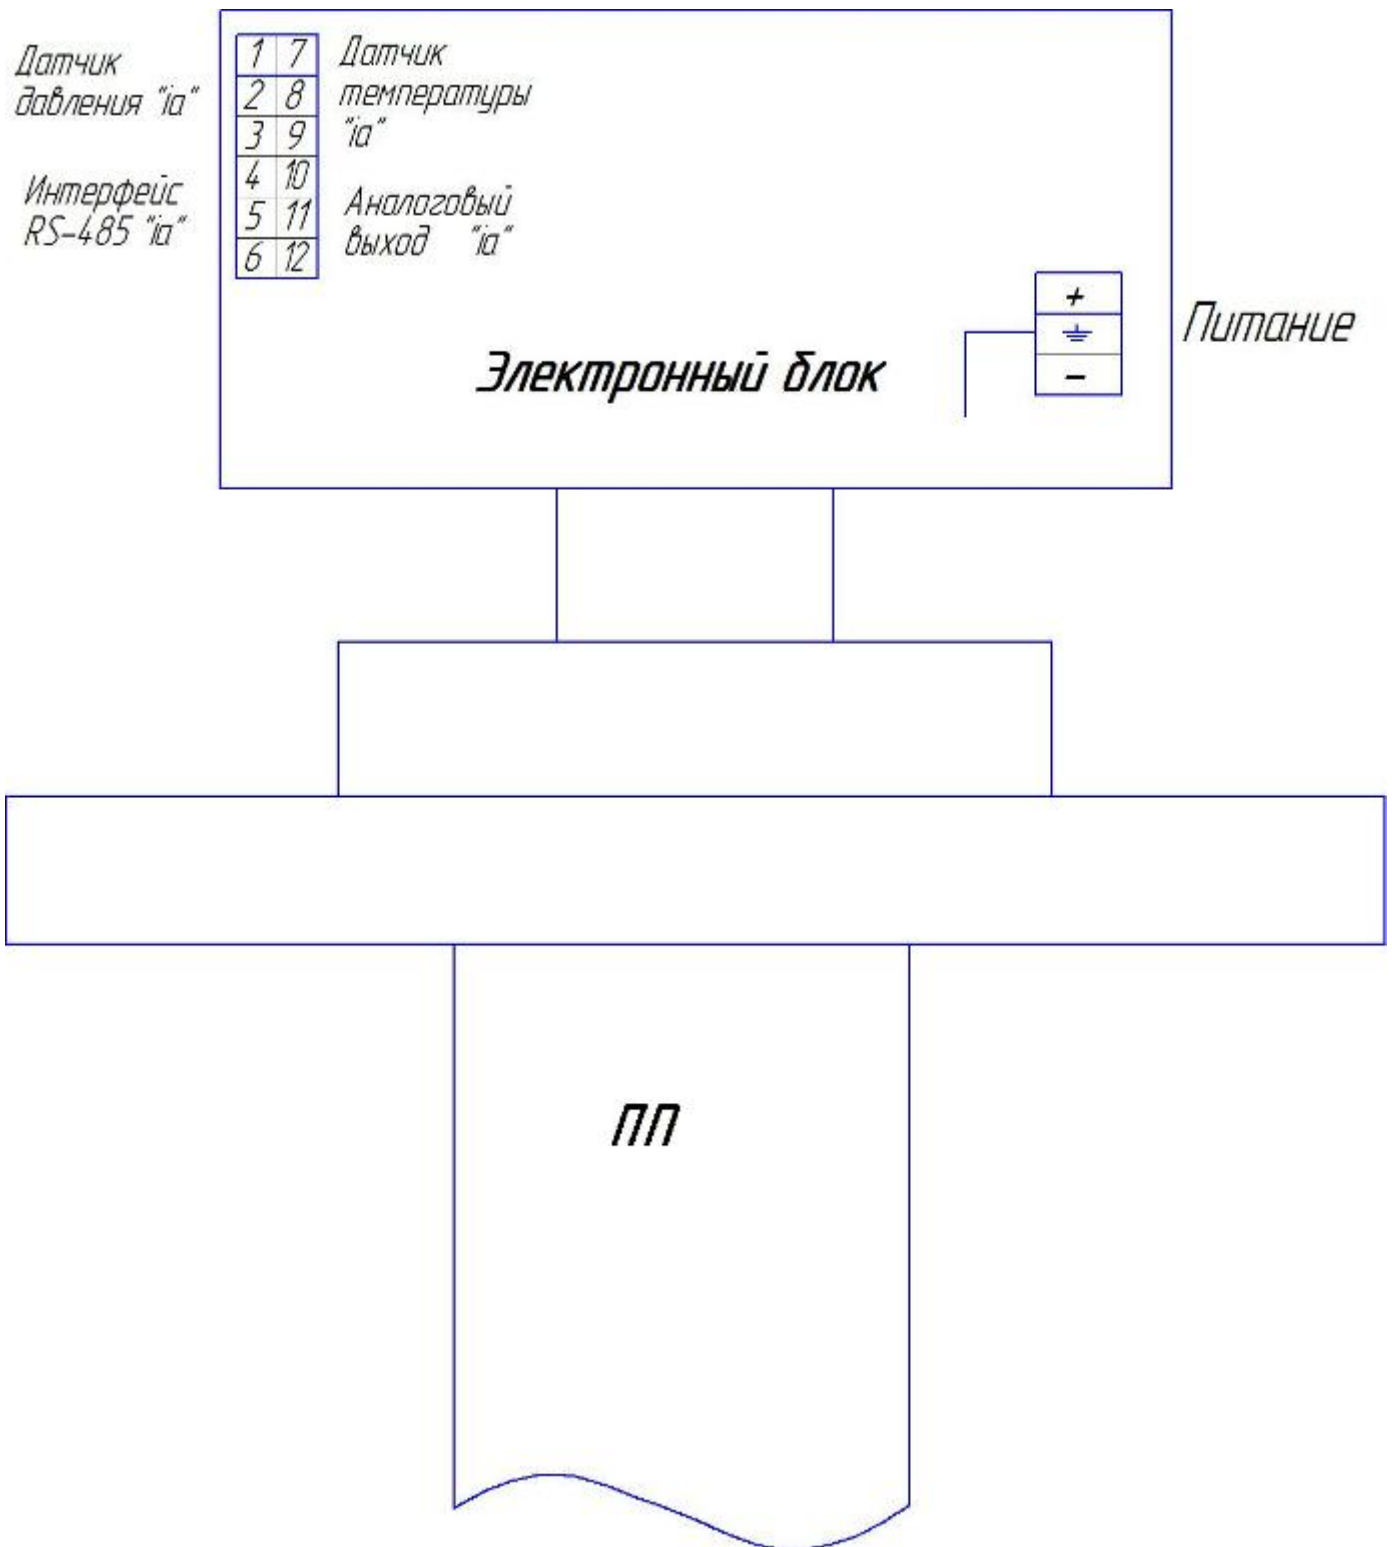 Датчик
давления "ia"
1 7
2 8
3 9
4 10
5 11
6 12
Датчик
температуры
"ia"
Интерфейс
RS-485 "ia"
Аналоговый
выход "ia"
+
-
Питание
Электронный блок
ПП